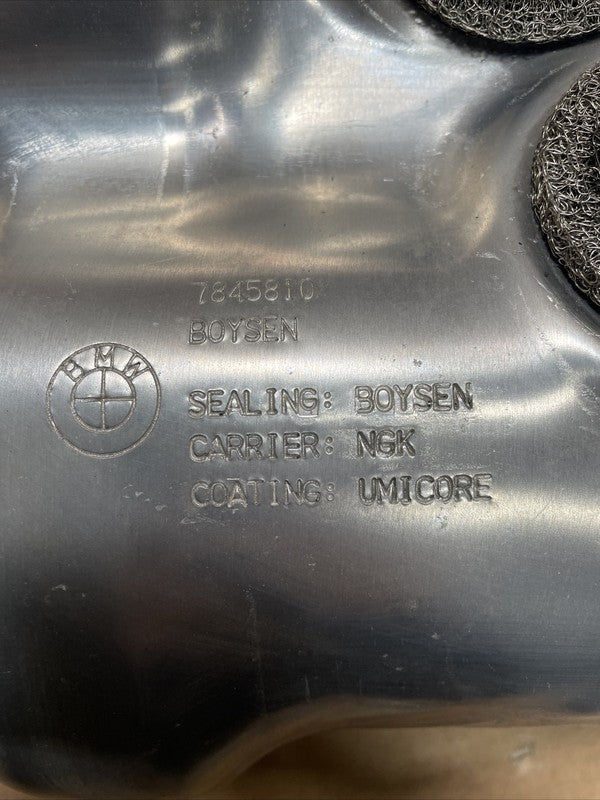 7845810
BOYSEN
BMW
SEALING: BOYSEN
CARRIER: NGK
COATING: UMICORE